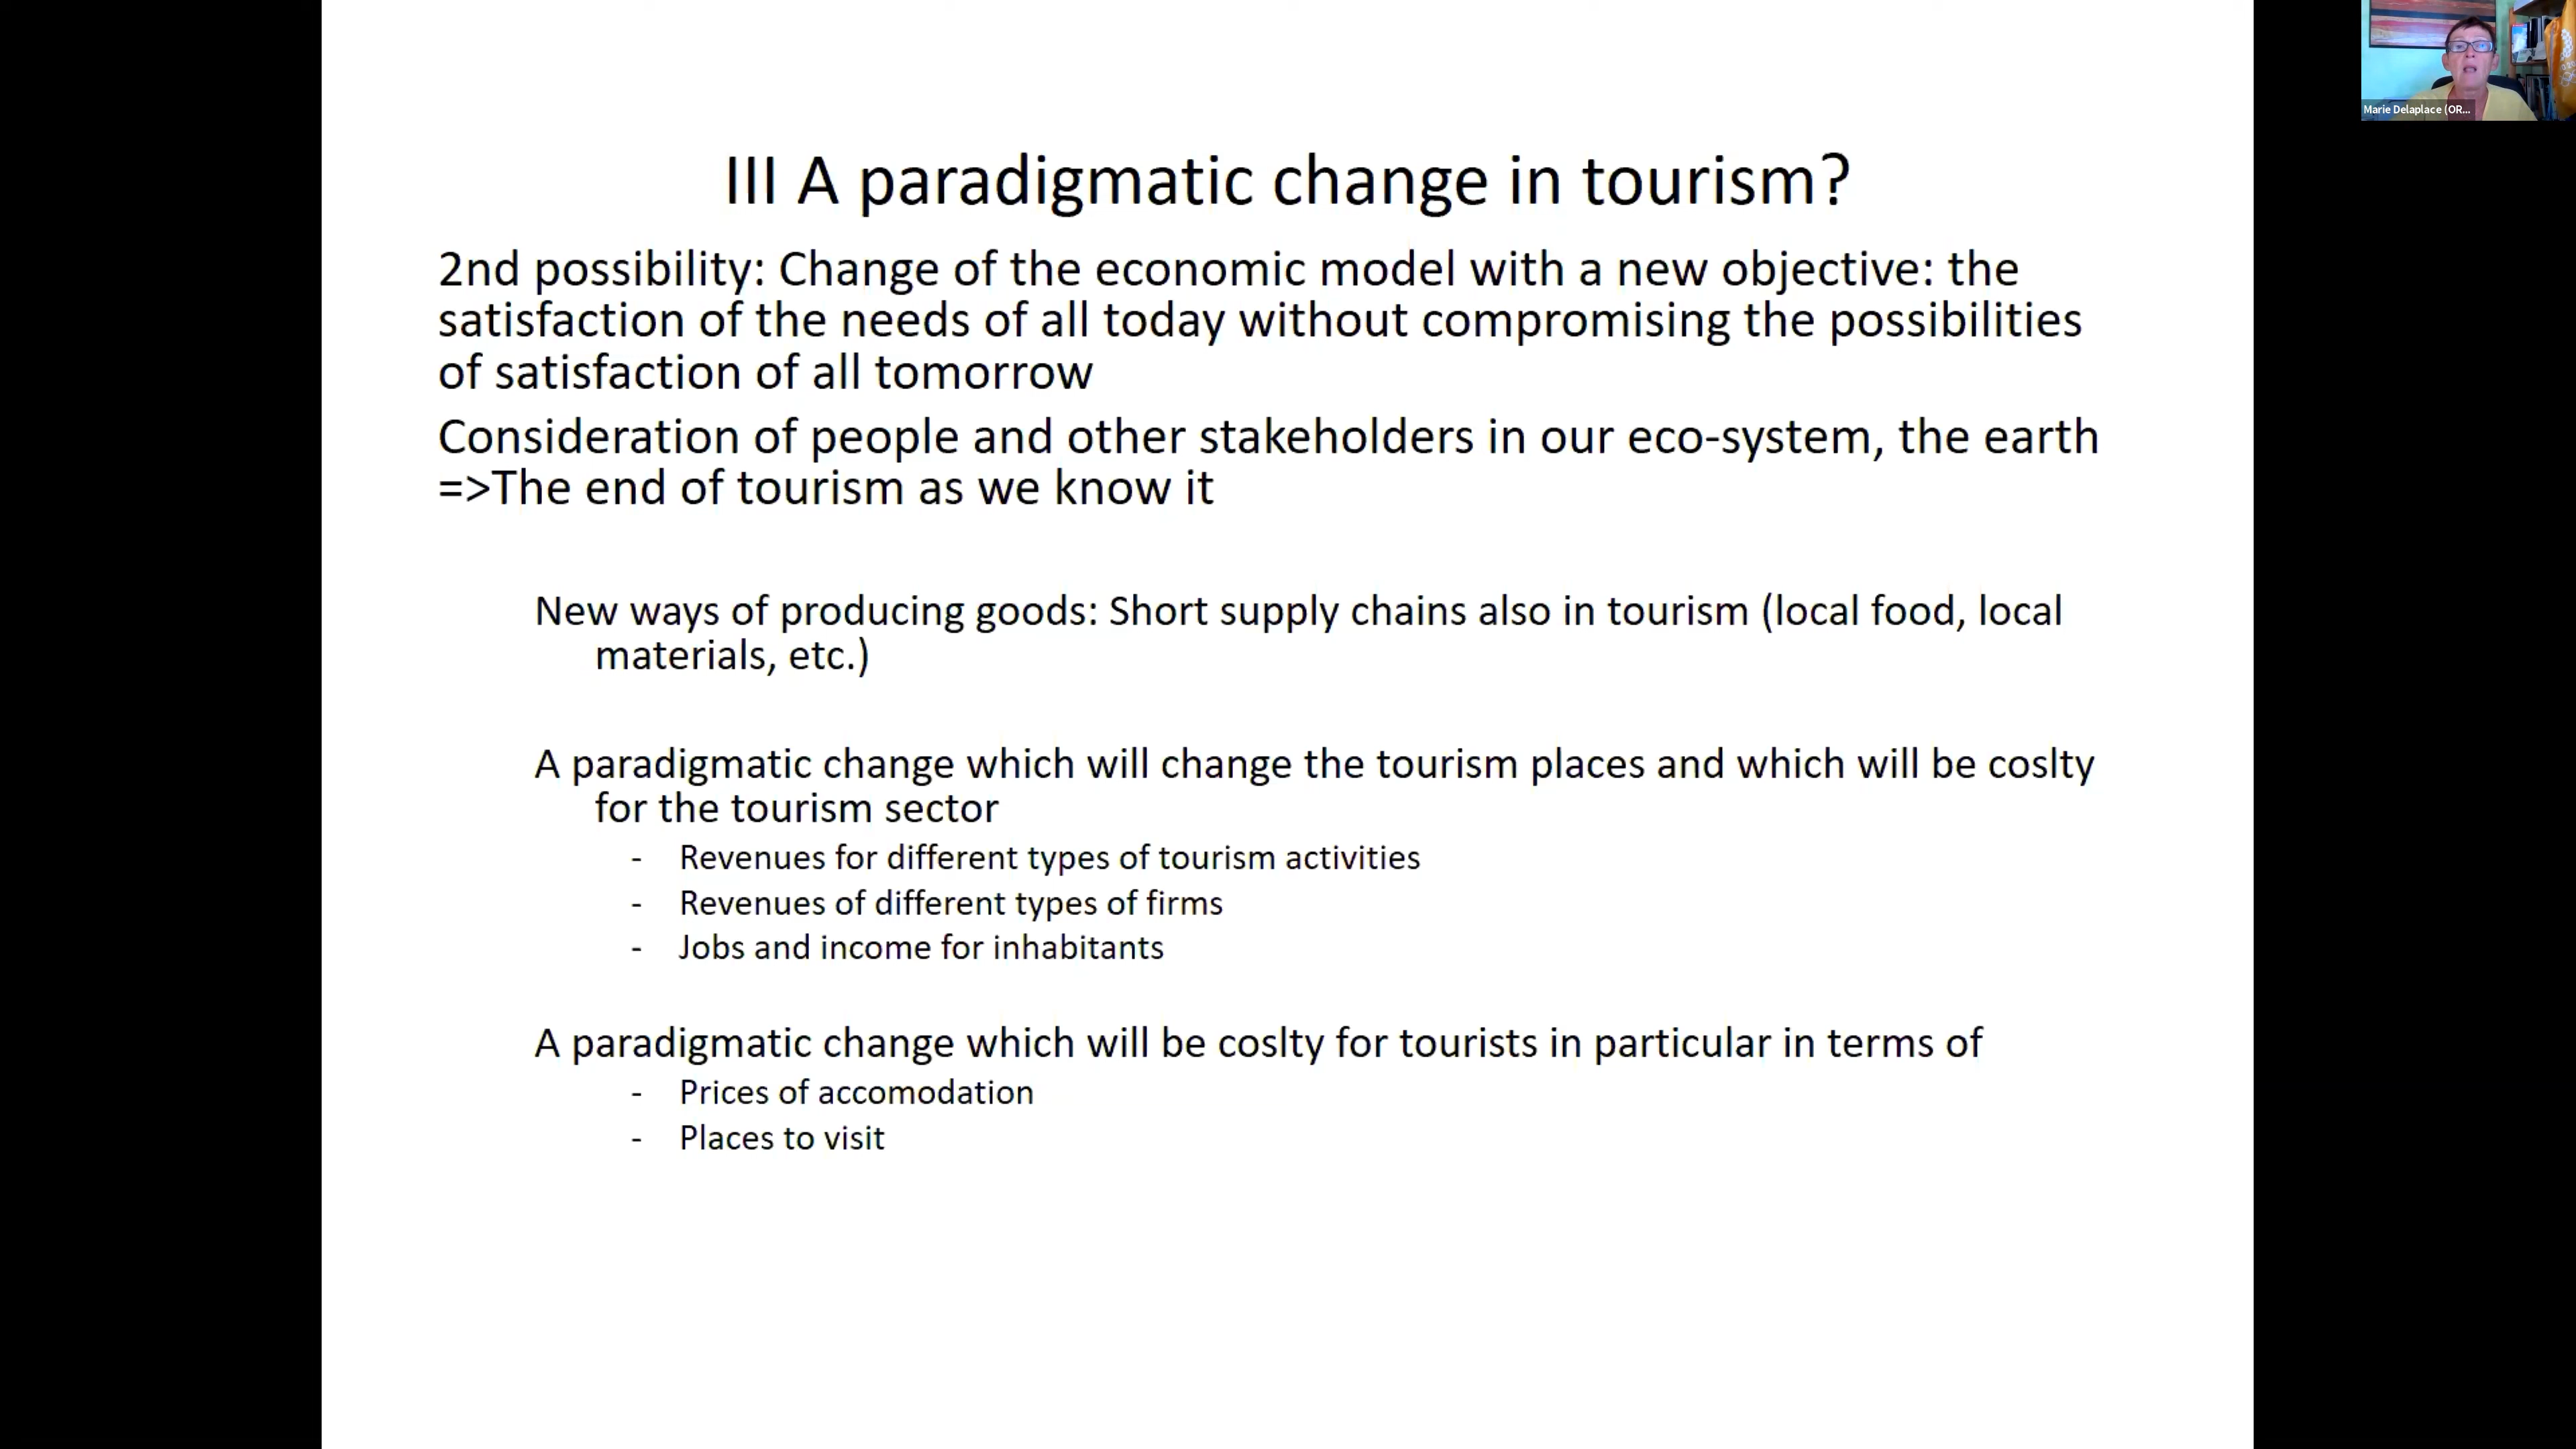 III A paradigmatic change in tourism?
2nd possibility: Change of the economic model with a new objective: the
satisfaction of the needs of all today without compromising the possibilities
of satisfaction of all tomorrow
Consideration of people and other stakeholders in our eco-system, the earth
=>The end of tourism as we know it
New ways of producing goods: Short supply chains also in tourism (local food, local
materials, etc.)
A paradigmatic change which will change the tourism places and which will be coslty
for the tourism sector
- Revenues for different types of tourism activities
- Revenues of different types of firms
- Jobs and income for inhabitants
A paradigmatic change which will be coslty for tourists in particular in terms of
- Prices of accomodation
- Places to visit
Marie Delaplace (OR...